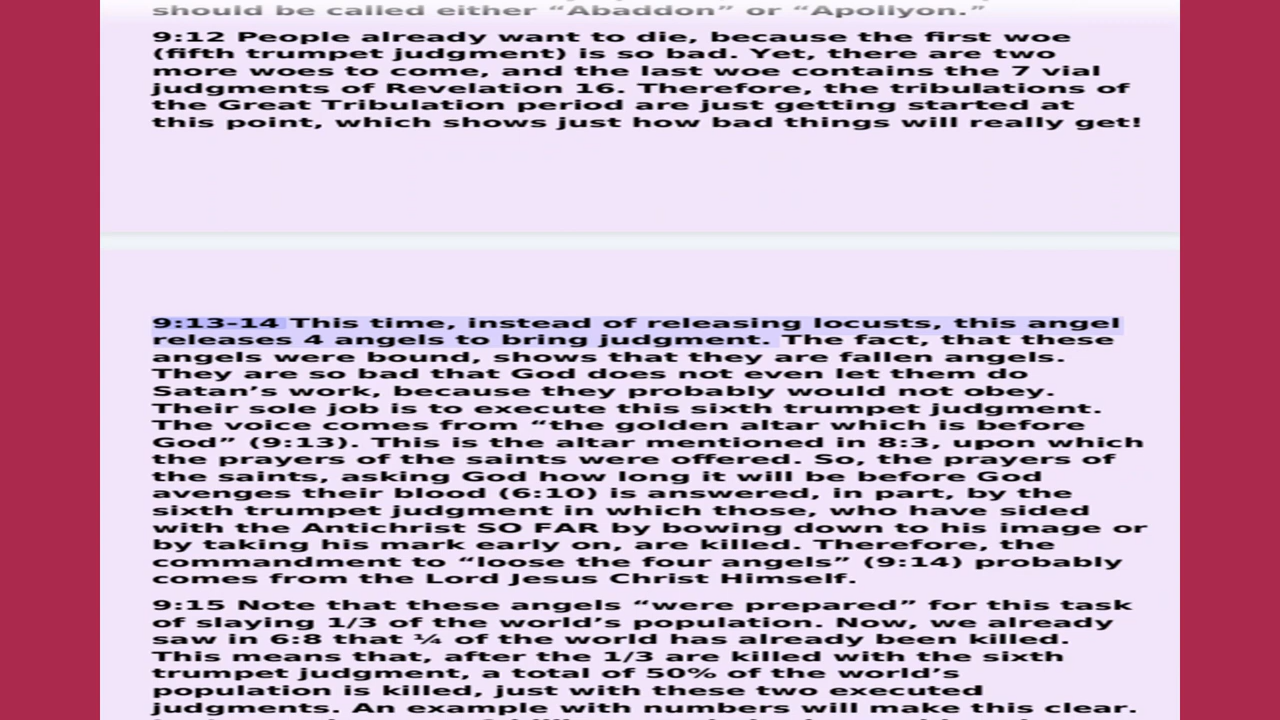 should be called either “Abaddon” or “Apollyon.”
9:12 People already want to die, because the first woe
(fifth trumpet judgment) is so bad. Yet, there are two
more woes to come, and the last woe contains the 7 vial
judgments of Revelation 16. Therefore, the tribulations of
the Great Tribulation period are just getting started at
this point, which shows just how bad things will really get!
9:13-14 This time, instead of releasing locusts, this angel
releases 4 angels to bring judgment. The fact, that these
angels were bound, shows that they are fallen angels.
They are so bad that God does not even let them do
Satan’s work, because they probably would not obey.
Their sole job is to execute this sixth trumpet judgment.
The voice comes from “the golden altar which is before
God” (9:13). This is the altar mentioned in 8:3, upon which
the prayers of the saints were offered. So, the prayers of
the saints, asking God how long it will be before God
avenges their blood (6:10) is answered, in part, by the
sixth trumpet judgment in which those, who have sided
with the Antichrist SO FAR by bowing down to his image or
by taking his mark early on, are killed. Therefore, the
commandment to “loose the four angels” (9:14) probably
comes from the Lord Jesus Christ Himself.
9:15 Note that these angels “were prepared” for this task
of slaying 1/3 of the world’s population. Now, we already
saw in 6:8 that ¼ of the world has already been killed.
This means that, after the 1/3 are killed with the sixth
trumpet judgment, a total of 50% of the world’s
population is killed, just with these two executed
judgments. An example with numbers will make this clear.